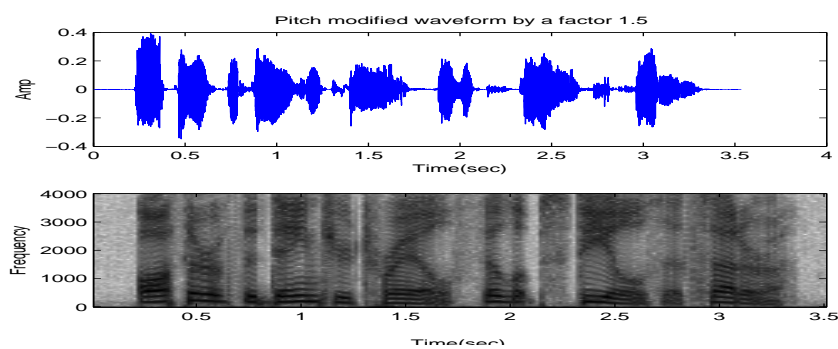 Pitch modified waveform by a factor 1.5
Amp
0.4
0.2
0
−0.2
−0.4
0 0.5 1 1.5 2 2.5 3 3.5 4
Time(sec)
Frequency
4000
3000
2000
1000
0
0.5 1 1.5 2 2.5 3 3.5
Time(sec)